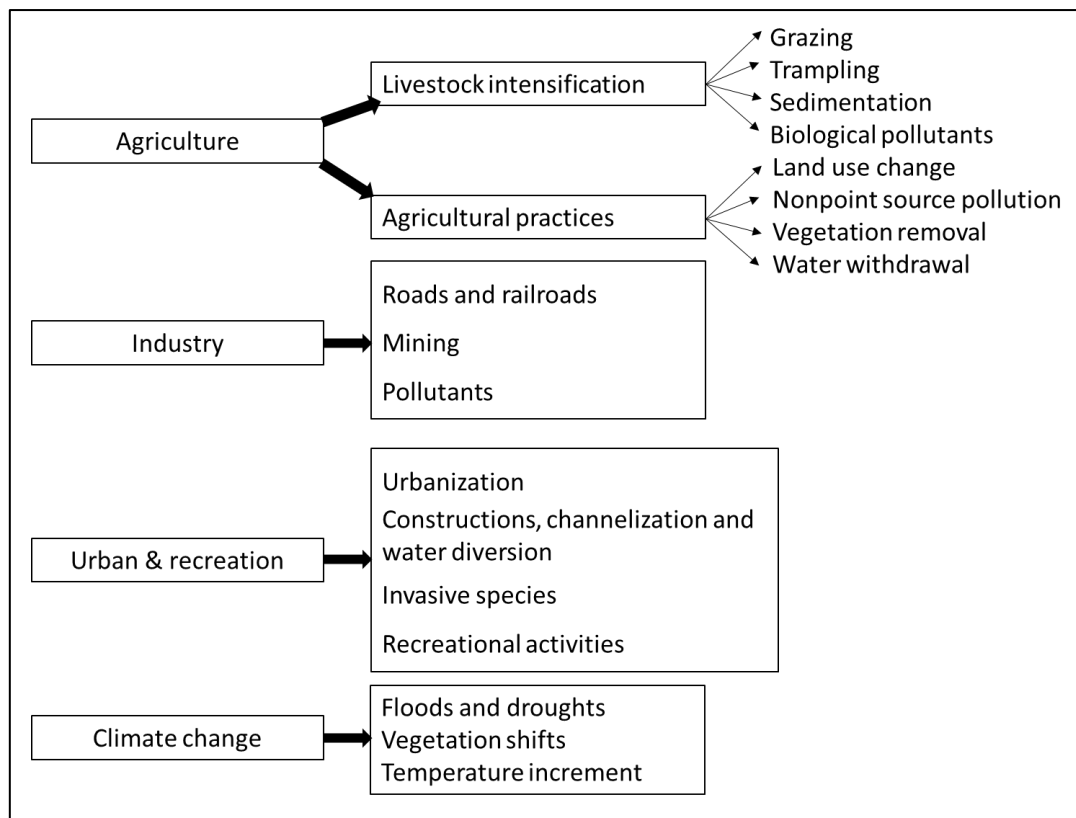 Agriculture
Livestock intensification
Grazing
Trampling
Sedimentation
Biological pollutants
Agricultural practices
Land use change
Nonpoint source pollution
Vegetation removal
Water withdrawal
Industry
Roads and railroads
Mining
Pollutants
Urban & recreation
Urbanization
Constructions, channelization and
water diversion
Invasive species
Recreational activities
Climate change
Floods and droughts
Vegetation shifts
Temperature increment